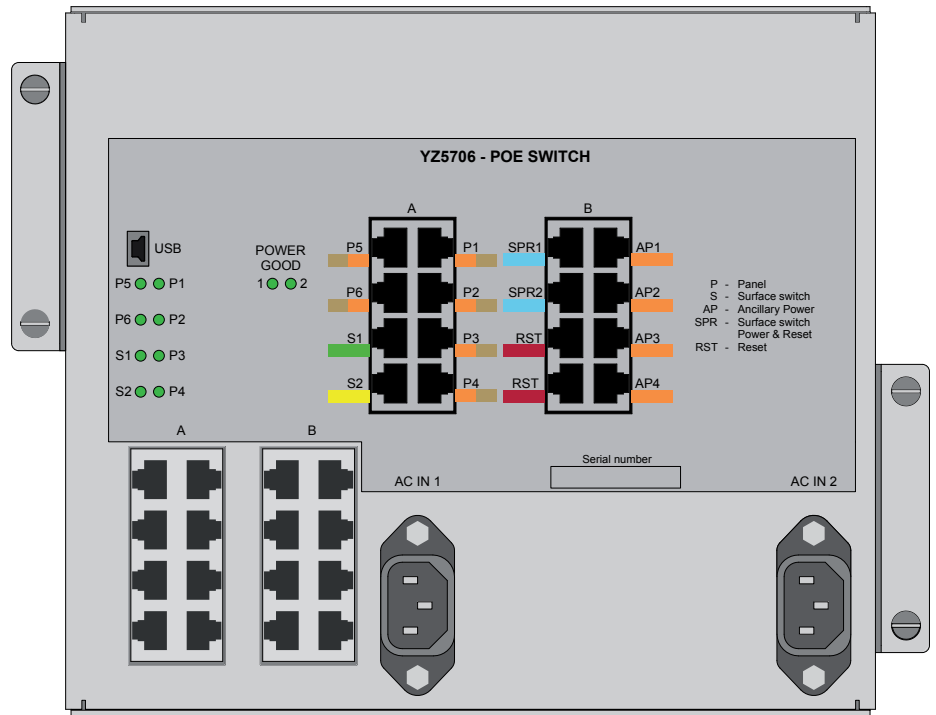 YZ5706 - POE SWITCH
A
B
USB
POWER
GOOD
1 2
P5 P1
P6 P2
S1 P3
S2 P4
P5 P1 SPR1 AP1
P6 P2 SPR2 AP2
S1 P3 RST AP3
S2 P4 RST AP4
P - Panel
S - Surface switch
AP - Ancillary Power
SPR - Surface switch
Power & Reset
RST - Reset
A
B
Serial number
AC IN 1
AC IN 2